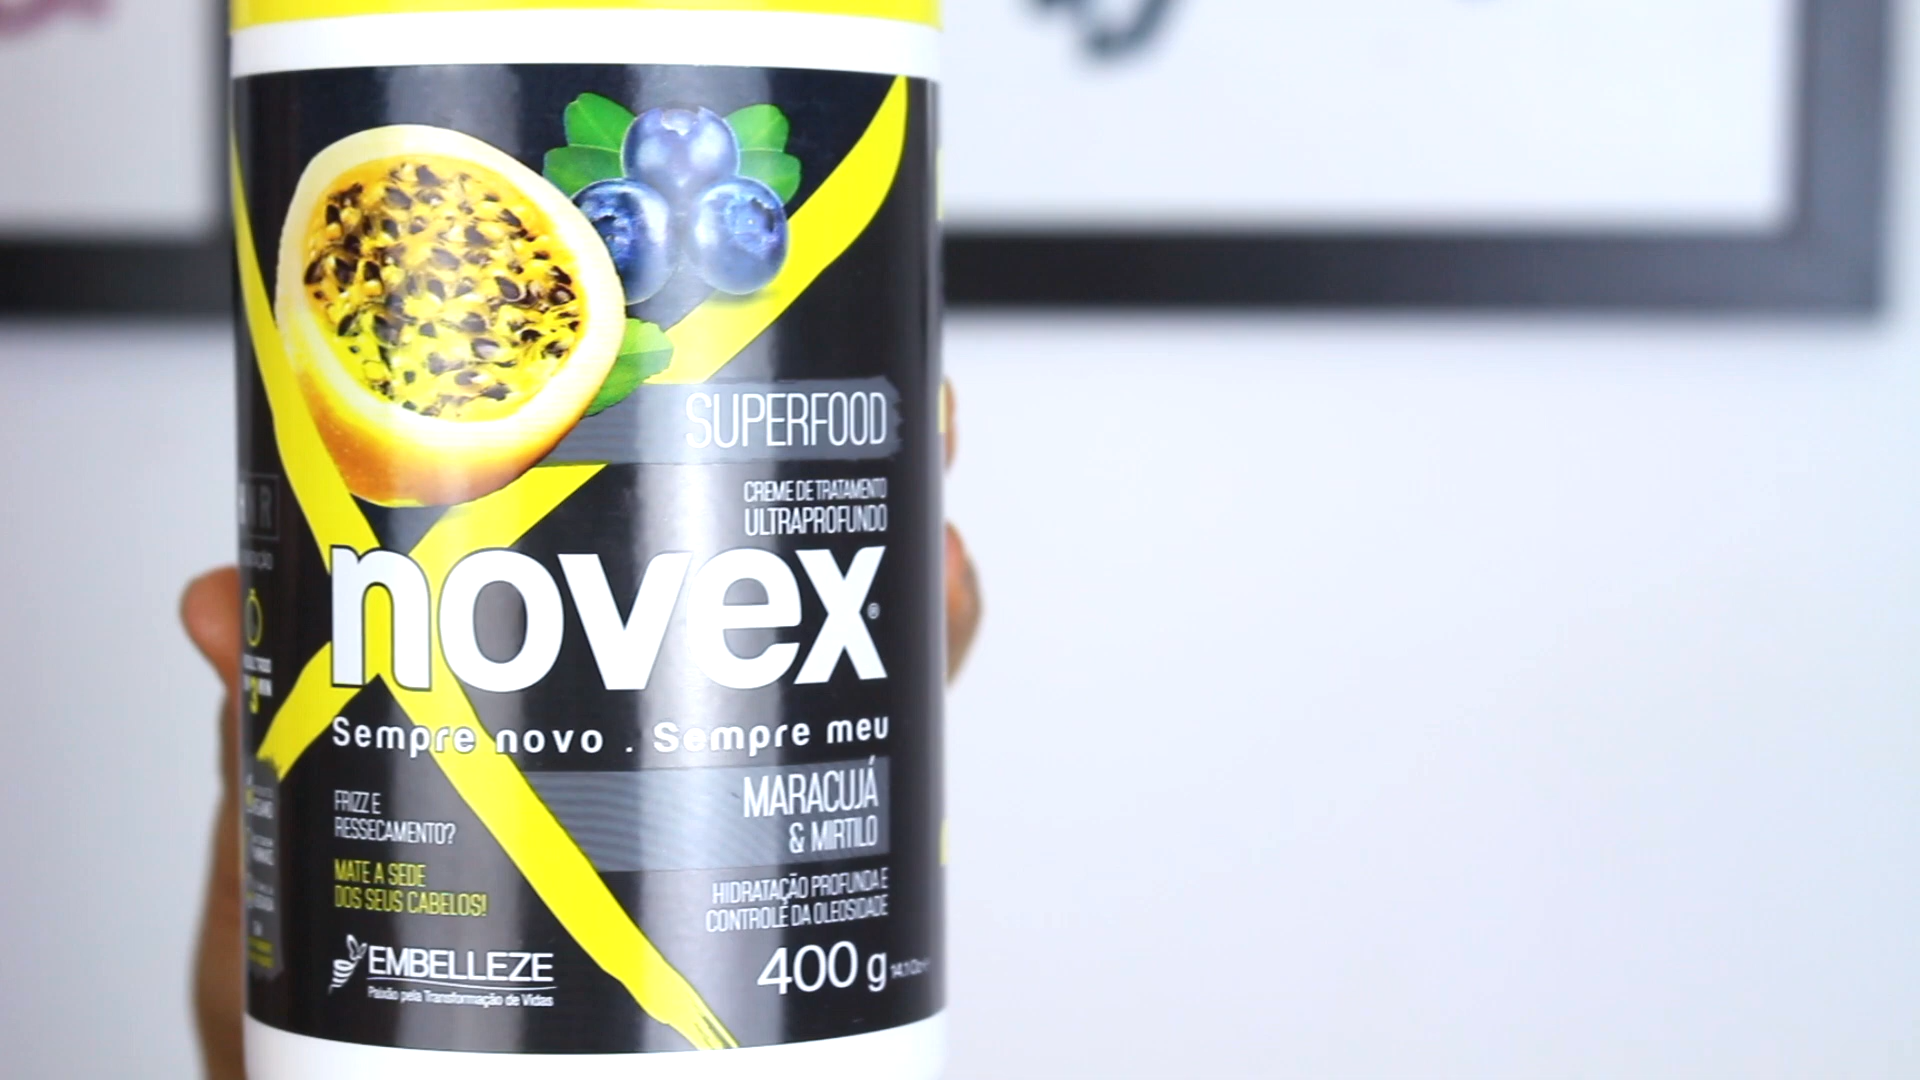 SUPERFOOD
CREME DE TRATAMENTO
ULTRAPROFUNDO
novex®
Sempre novo . Sempre meu
MARACUJÁ
& MIRTILO
FRIZZ E
RESSECAMENTO?
MATE A SEDE
DOS SEUS CABELOS!
HIDRATAÇÃO PROFUNDA E
CONTROLE DA OLEOSIDADE
EMBELLEZE
Paixão pela Transformação de Vidas
400 g